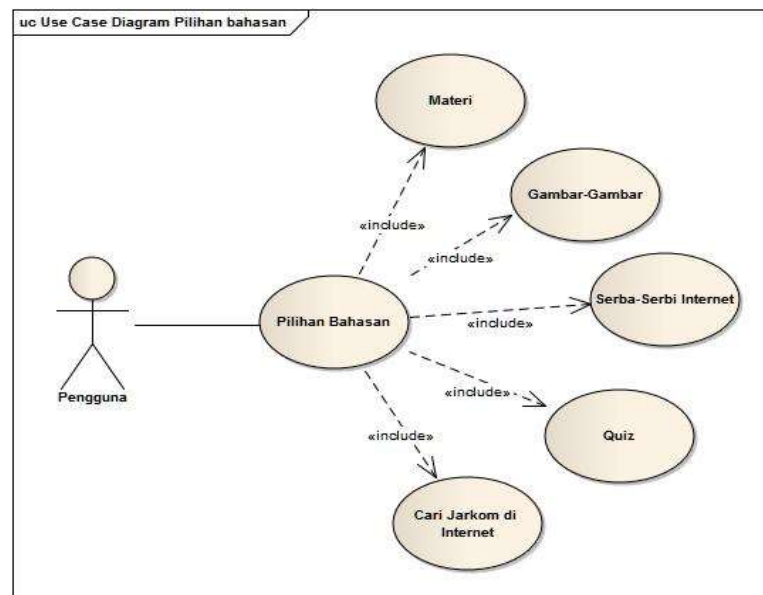 uc Use Case Diagram Pilihan bahasan
Materi
Gambar-Gambar
«include»
«include»
Serba-Serbi Internet
Pilihan Bahasan
«include»
Pengguna
«include»
Quiz
«include»
Cari Jarkom di
Internet